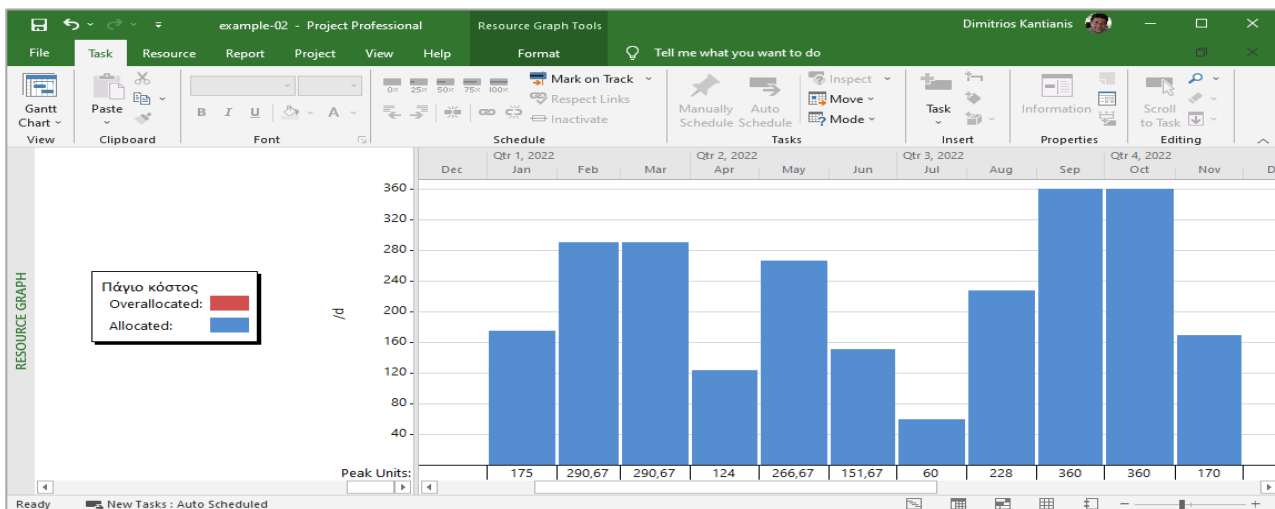 example-02 - Project Professional
Resource Graph Tools
Dimitrios Kantianis
File Task Resource Report Project View Help Format Tell me what you want to do
Gantt Chart
View
Paste
Clipboard
B I U A
Font
0% 25% 50% 75% 100%
Mark on Track
Respect Links
Inactivate
Schedule
Manually Schedule
Auto Schedule
Inspect
Move
Mode
Tasks
Task
Insert
Information
Properties
Scroll to Task
Editing
Qtr 1, 2022 Qtr 2, 2022 Qtr 3, 2022 Qtr 4, 2022
Dec Jan Feb Mar Apr May Jun Jul Aug Sep Oct Nov D
RESOURCE GRAPH
Πάγιο κόστος
Overallocated:
Allocated:
/d
360
320
280
240
200
160
120
80
40
Peak Units: 175 290,67 290,67 124 266,67 151,67 60 228 360 360 170
Ready New Tasks : Auto Scheduled